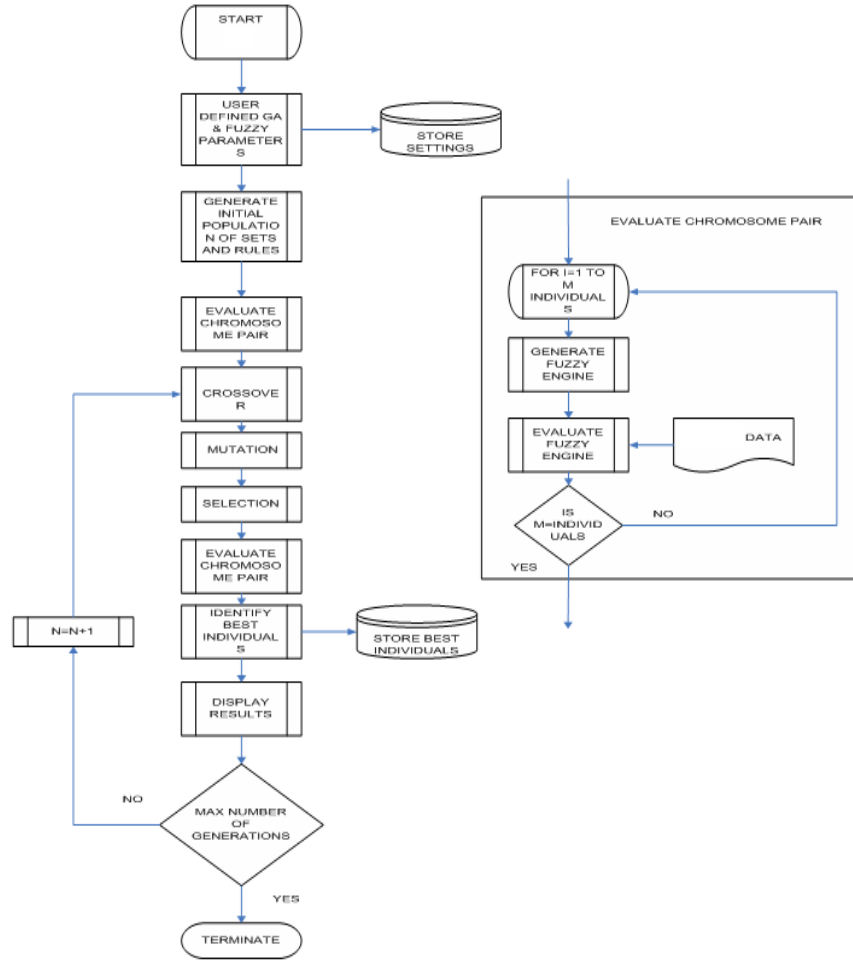 START
USER
DEFINED GA
& FUZZY
PARAMETER
S
STORE
SETTINGS
GENERATE
INITIAL
POPULATIO
N OF SETS
AND RULES
EVALUATE
CHROMOSO
ME PAIR
CROSSOVE
R
MUTATION
SELECTION
EVALUATE
CHROMOSO
ME PAIR
IDENTIFY
BEST
INDIVIDUAL
S
STORE BEST
INDIVIDUALS
N=N+1
DISPLAY
RESULTS
NO
MAX NUMBER
OF
GENERATIONS
YES
TERMINATE
EVALUATE CHROMOSOME PAIR
FOR I=1 TO
M
INDIVIDUAL
S
GENERATE
FUZZY
ENGINE
EVALUATE
FUZZY
ENGINE
DATA
IS
M=INDIVID
UALS
NO
YES